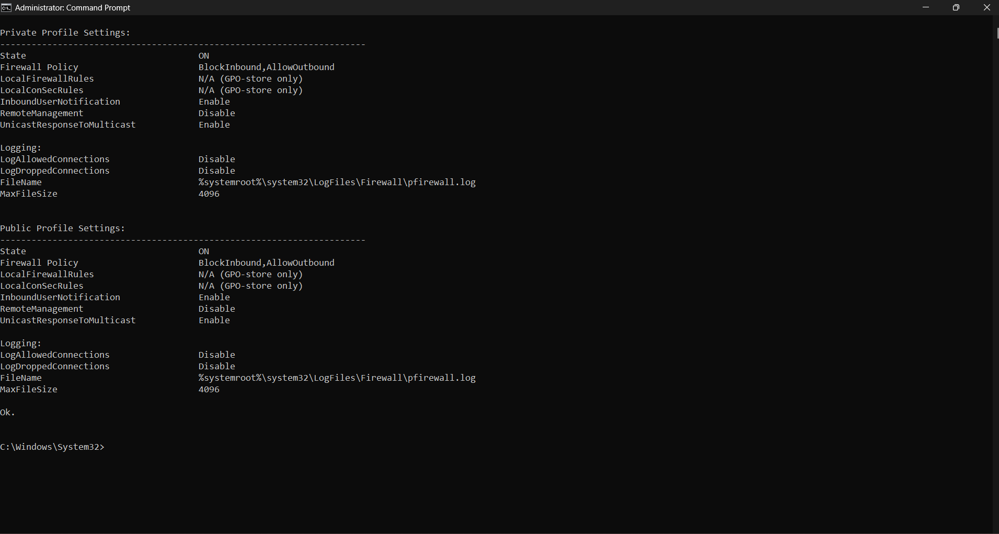 Administrator: Command Prompt
Private Profile Settings:
----------------------------------------------------------------------
State                                 ON
Firewall Policy                       BlockInbound,AllowOutbound
LocalFirewallRules                    N/A (GPO-store only)
LocalConSecRules                      N/A (GPO-store only)
InboundUserNotification               Enable
RemoteManagement                      Disable
UnicastResponseToMulticast            Enable

Logging:
LogAllowedConnections                 Disable
LogDroppedConnections                 Disable
FileName                              %systemroot%\system32\LogFiles\Firewall\pfirewall.log
MaxFileSize                           4096

Public Profile Settings:
----------------------------------------------------------------------
State                                 ON
Firewall Policy                       BlockInbound,AllowOutbound
LocalFirewallRules                    N/A (GPO-store only)
LocalConSecRules                      N/A (GPO-store only)
InboundUserNotification               Enable
RemoteManagement                      Disable
UnicastResponseToMulticast            Enable

Logging:
LogAllowedConnections                 Disable
LogDroppedConnections                 Disable
FileName                              %systemroot%\system32\LogFiles\Firewall\pfirewall.log
MaxFileSize                           4096

Ok.

C:\Windows\System32>